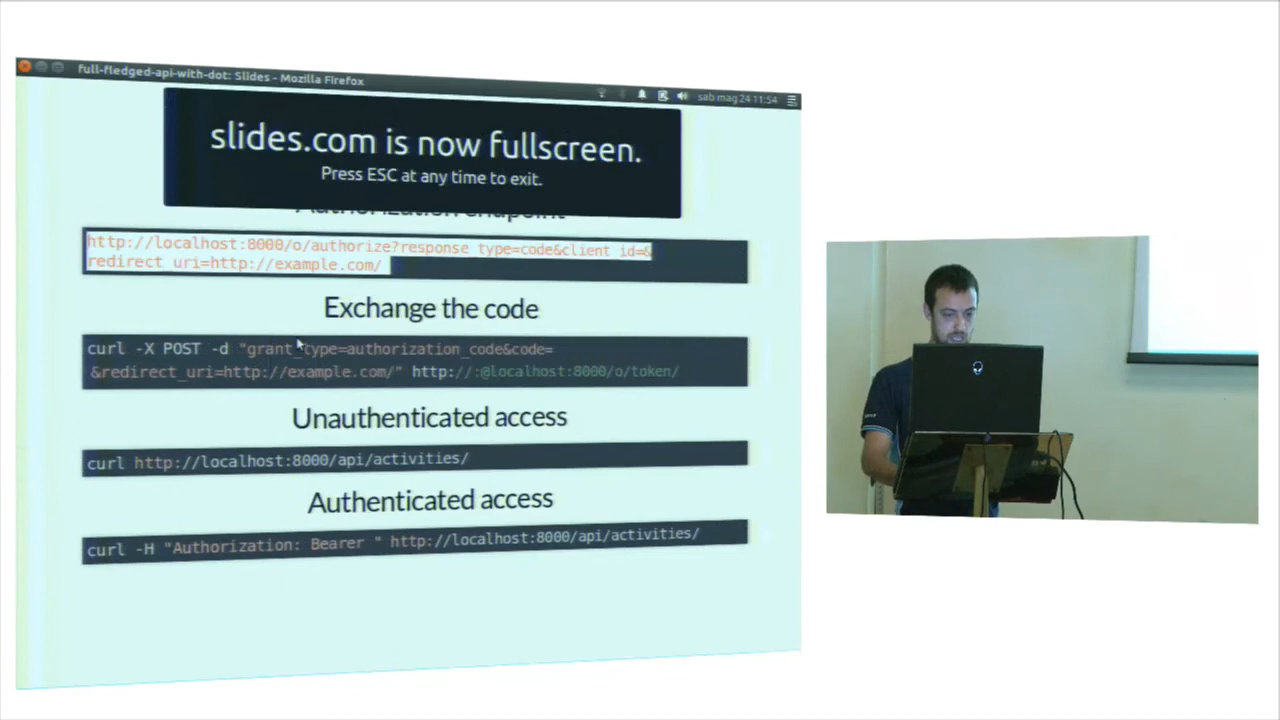 full-fledged-api-with-dot: Slides - Mozilla Firefox
sab mag 24 11:54
slides.com is now fullscreen.
Press ESC at any time to exit.
Authorization endpoint
http://localhost:8000/o/authorize?response_type=code&client_id=&
redirect_uri=http://example.com/
Exchange the code
curl -X POST -d "grant_type=authorization_code&code=
&redirect_uri=http://example.com/" http://:@localhost:8000/o/token/
Unauthenticated access
curl http://localhost:8000/api/activities/
Authenticated access
curl -H "Authorization: Bearer " http://localhost:8000/api/activities/